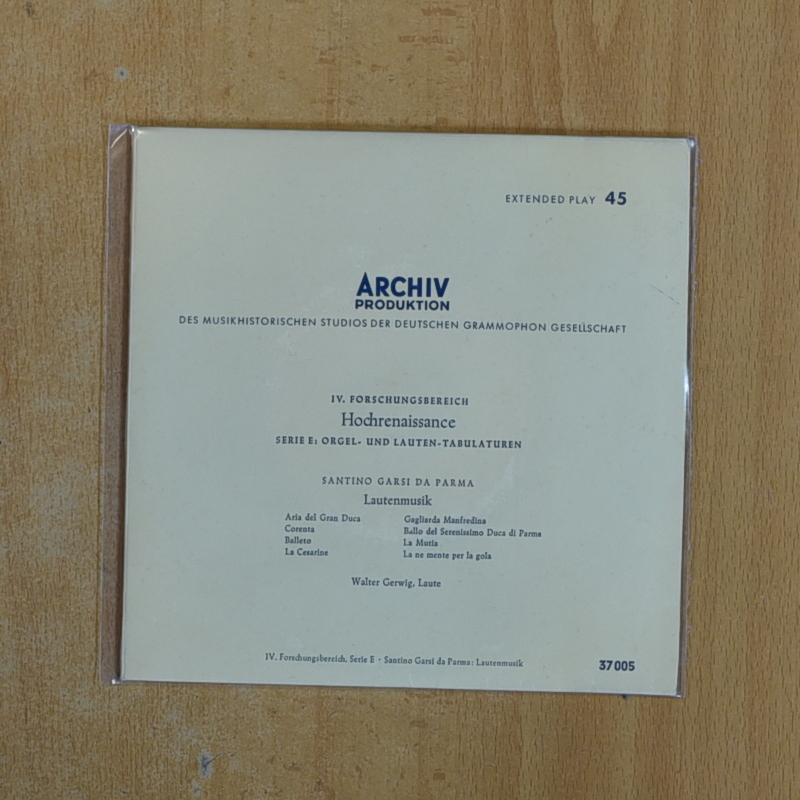 EXTENDED PLAY 45
ARCHIV
PRODUKTION
DES MUSIKHISTORISCHEN STUDIOS DER DEUTSCHEN GRAMMOPHON GESELLSCHAFT
IV. FORSCHUNGSBEREICH
Hochrenaissance
SERIE E: ORGEL- UND LAUTEN-TABULATUREN
SANTINO GARSI DA PARMA
Lautenmusik
Aria del Gran Duca
Corenta
Balleto
La Cesarine
Gagliarda Manfredina
Ballo del Serenissimo Duca di Parma
La Mutia
La ne mente per la gola
Walter Gerwig, Laute
IV. Forschungsbereich, Serie E · Santino Garsi da Parma: Lautenmusik
37005